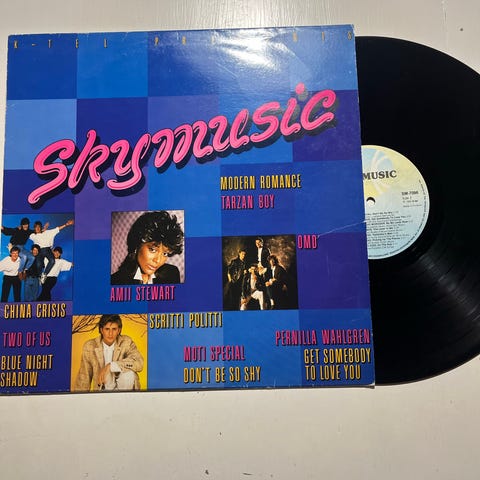 K-TEL PRESENTS
Skymusic
MODERN ROMANCE
TARZAN BOY
OMD'
AMII STEWART
CHINA CRISIS
SCRITTI POLITTI
TWO OF US
BLUE NIGHT
SHADOW
MOTI SPECIAL
DON'T BE SO SHY
PERNILLA WAHLGREN
GET SOMEBODY
TO LOVE YOU
MUSIC